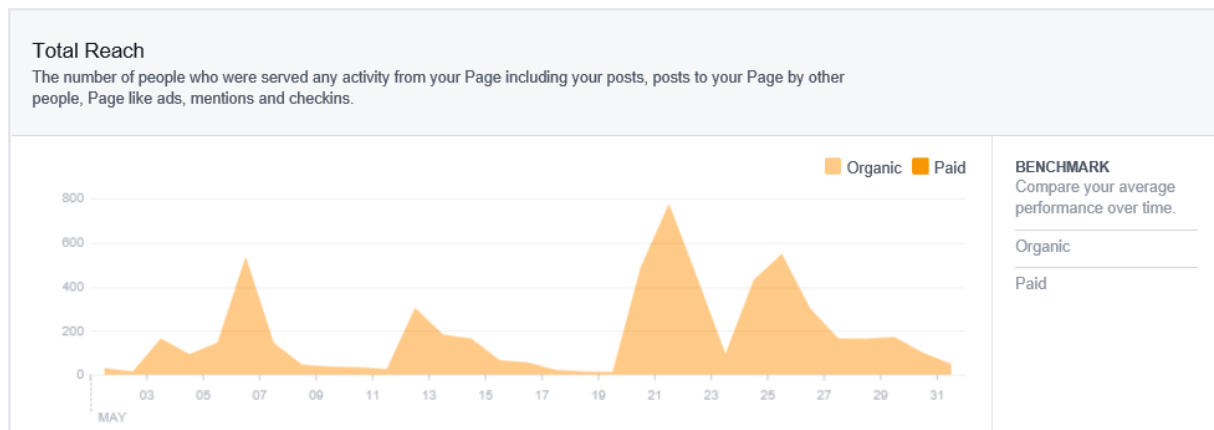 Total Reach
The number of people who were served any activity from your Page including your posts, posts to your Page by other
people, Page like ads, mentions and checkins.
Organic Paid
BENCHMARK
Compare your average
performance over time.
Organic
Paid
800
600
400
200
0
03 05 07 09 11 13 15 17 19 21 23 25 27 29 31
MAY